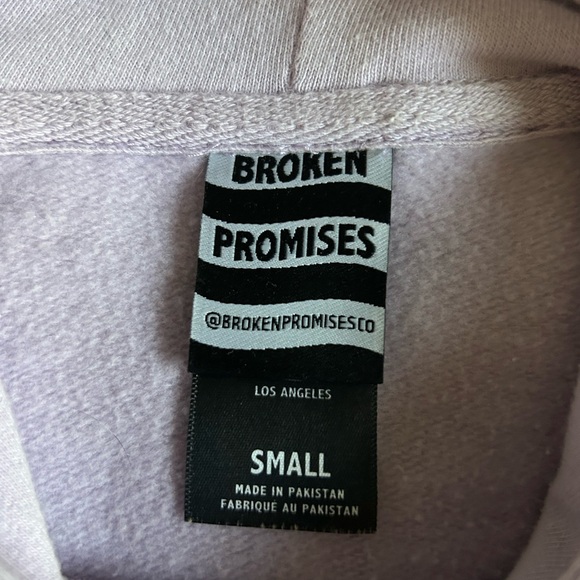 BROKEN
PROMISES
@BROKENPROMISESCO
LOS ANGELES
SMALL
MADE IN PAKISTAN
FABRIQUE AU PAKISTAN